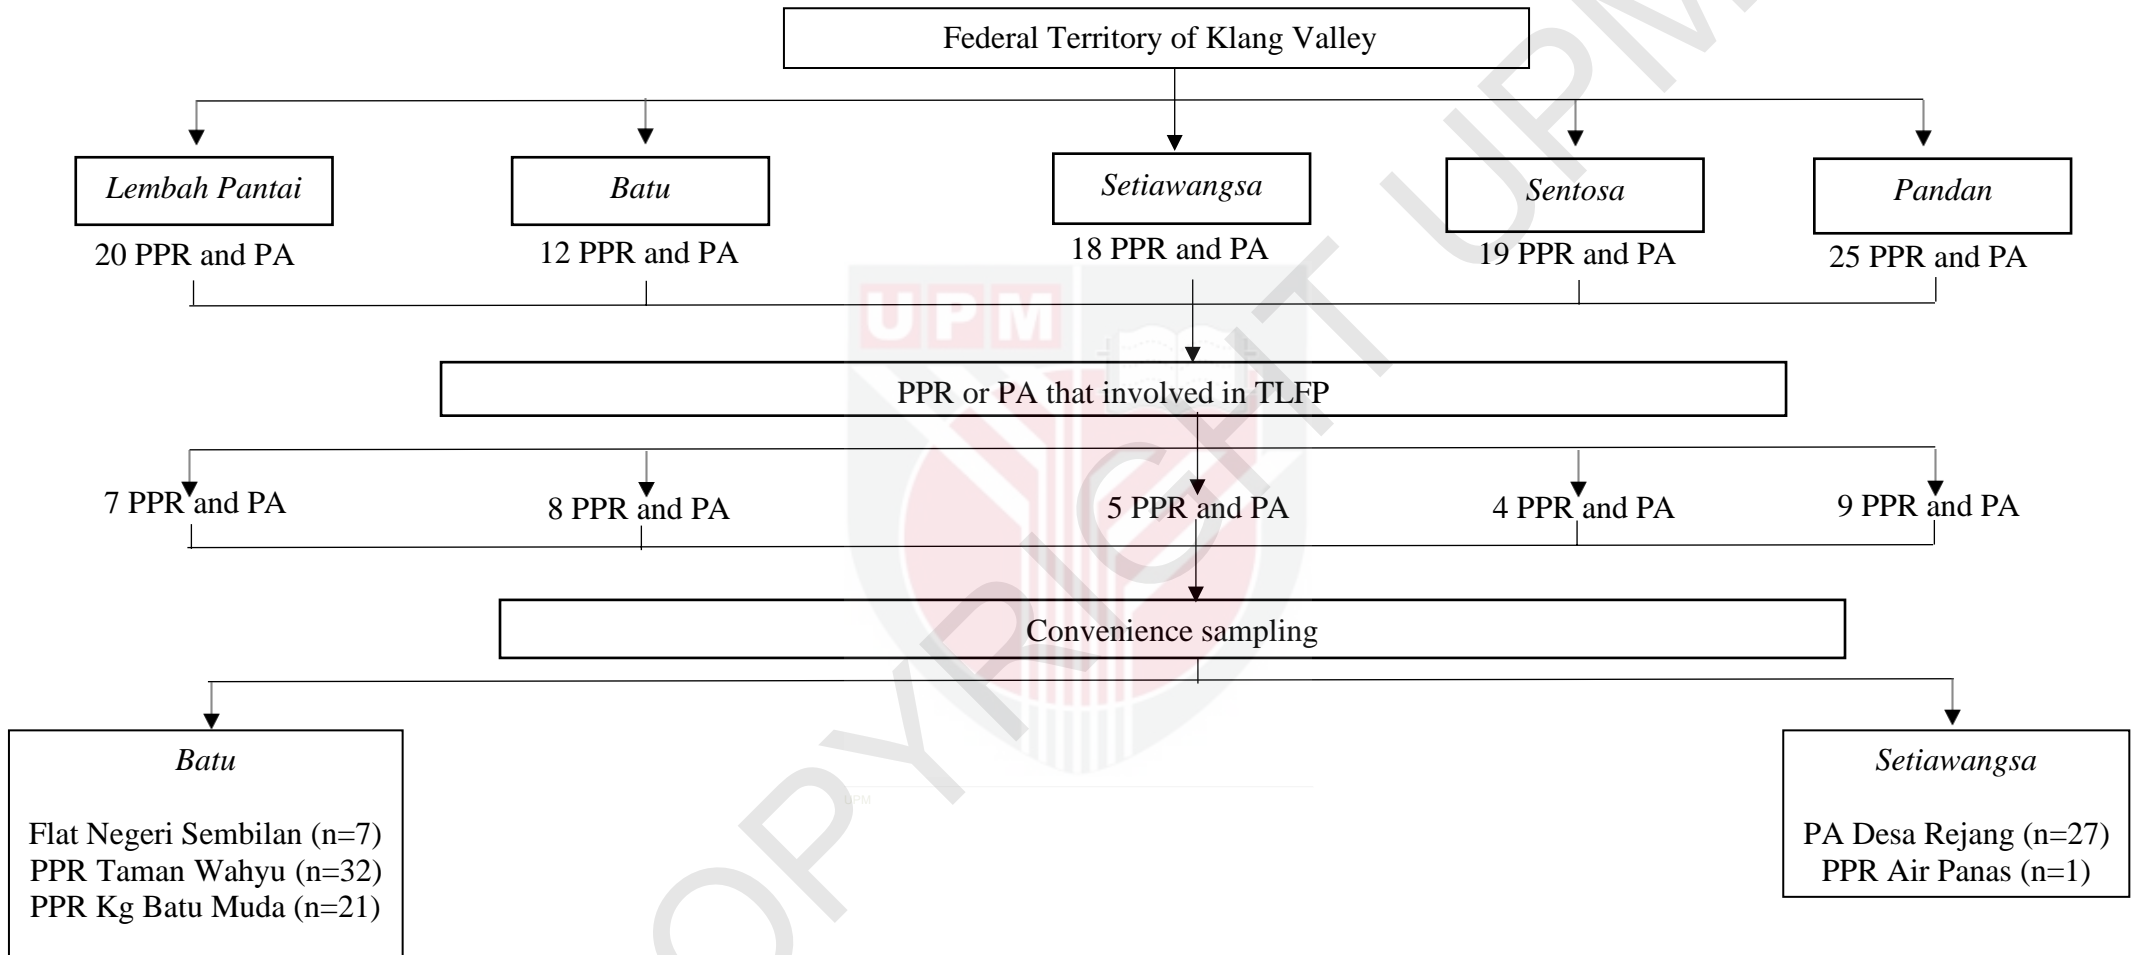 Federal Territory of Klang Valley
Lembah Pantai
Batu
Setiawangsa
Sentosa
Pandan
20 PPR and PA
12 PPR and PA
18 PPR and PA
19 PPR and PA
25 PPR and PA
UPM
PPR or PA that involved in TLFP
7 PPR and PA
8 PPR and PA
5 PPR and PA
4 PPR and PA
9 PPR and PA
Convenience sampling
Batu
Flat Negeri Sembilan (n=7)
PPR Taman Wahyu (n=32)
PPR Kg Batu Muda (n=21)
Setiawangsa
PA Desa Rejang (n=27)
PPR Air Panas (n=1)
UPM
OPYRIGHT UPM